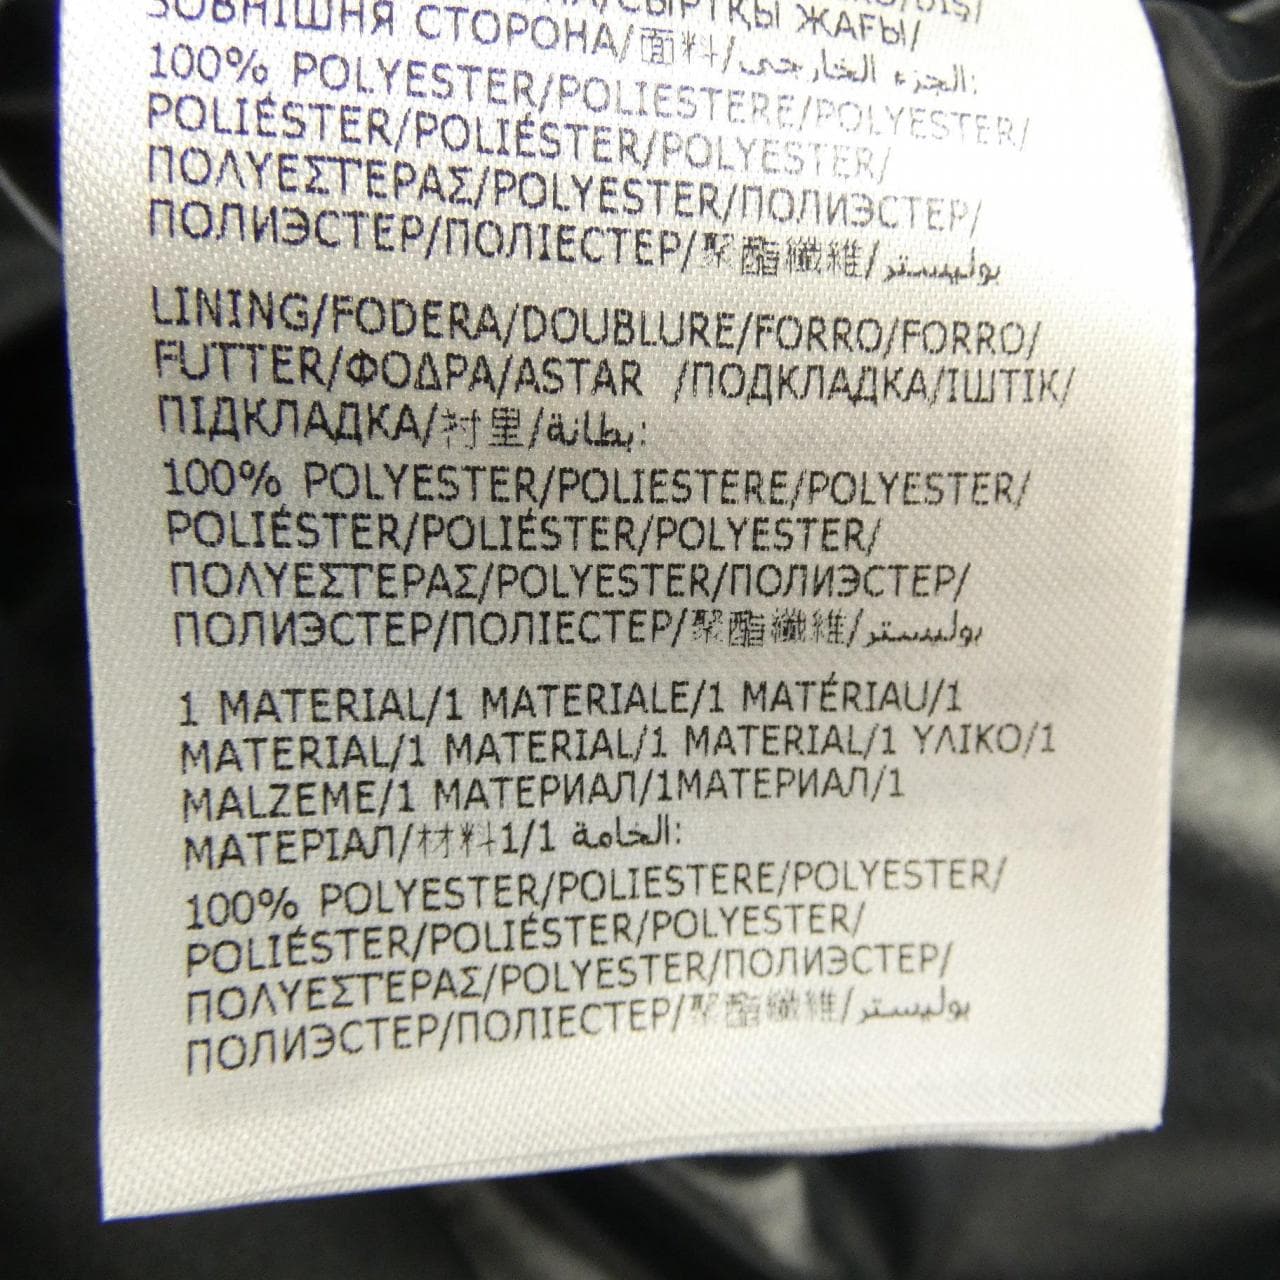 СЫРТҚЫ ЖАҒЫ/
ЗОВНІШНЯ СТОРОНА/面料/الجزء الخارجي:
100% POLYESTER/POLIESTERE/POLYESTER/
POLIÉSTER/POLIÉSTER/POLYESTER/
ΠΟΛΥΕΣΤΕΡΑΣ/POLYESTER/ПОЛИЭСТЕР/
ПОЛИЭСТЕР/ПОЛІЕСТЕР/聚酯纖維/بوليستر
LINING/FODERA/DOUBLURE/FORRO/FORRO/
FUTTER/ΦΟΔΡΑ/ASTAR /ПОДКЛАДКА/ІШТІК/
ПІДКЛАДКА/衬里/بطانة:
100% POLYESTER/POLIESTERE/POLYESTER/
POLIÉSTER/POLIÉSTER/POLYESTER/
ΠΟΛΥΕΣΤΕΡΑΣ/POLYESTER/ПОЛИЭСТЕР/
ПОЛИЭСТЕР/ПОЛІЕСТЕР/聚酯纖維/بوليستر
1 MATERIAL/1 MATERIALE/1 MATÉRIAU/1
MATERIAL/1 MATERIAL/1 MATERIAL/1 ΥΛΙΚΟ/1
MALZEME/1 МАТЕРИАЛ/1МАТЕРИАЛ/1
МАТЕРІАЛ/材料1/1 الخامة:
100% POLYESTER/POLIESTERE/POLYESTER/
POLIÉSTER/POLIÉSTER/POLYESTER/
ΠΟΛΥΕΣΤΕΡΑΣ/POLYESTER/ПОЛИЭСТЕР/
ПОЛИЭСТЕР/ПОЛІЕСТЕР/聚酯纖維/بوليستر